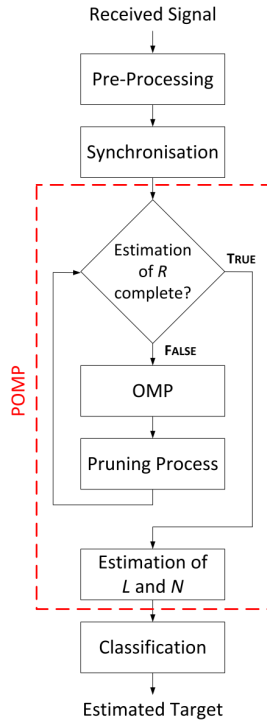 Received Signal
Pre-Processing
Synchronisation
Estimation
of R
complete?
TRUE
FALSE
OMP
Pruning Process
POMP
Estimation of
L and N
Classification
Estimated Target